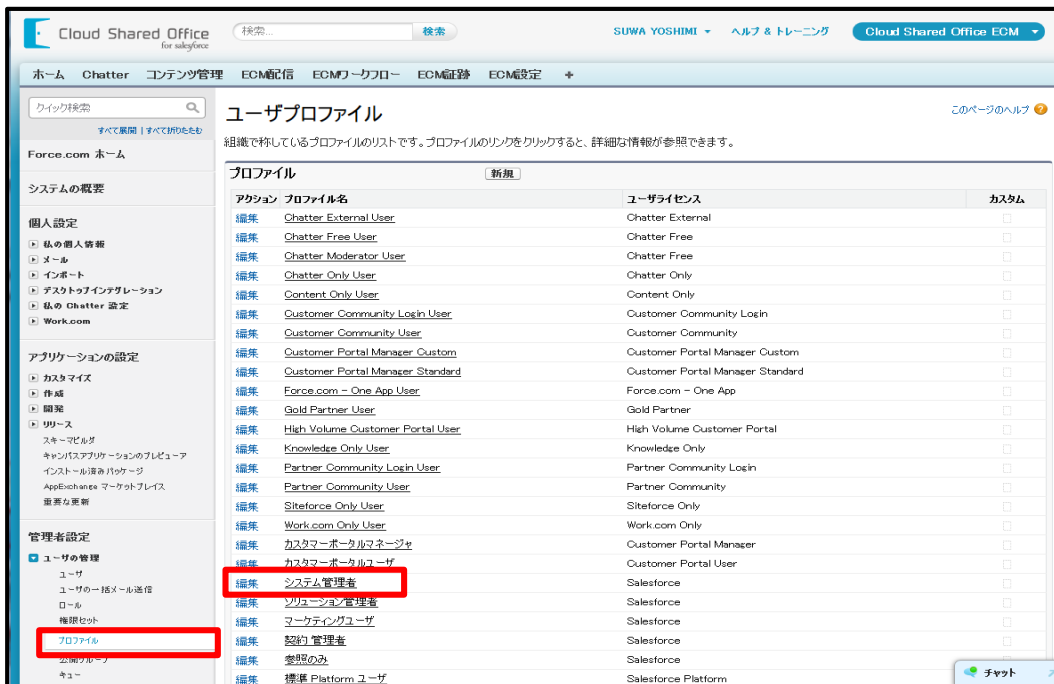 Cloud Shared Office
for salesforce
検索...
検索
SUWA YOSHIMI
ヘルプ & トレーニング
Cloud Shared Office ECM
ホーム Chatter コンテンツ管理 ECM配信 ECMワークフロー ECM証跡 ECM設定 +
クイック検索
すべて展開 | すべて折りたたむ
Force.com ホーム
システムの概要
個人設定
私の個人情報
メール
インポート
デスクトップインテグレーション
私の Chatter 設定
Work.com
アプリケーションの設定
カスタマイズ
作成
開発
リリース
スキーマビルダ
キャンバスアプリケーションのプレビューア
インストール済みパッケージ
AppExchange マーケットプレイス
重要な更新
管理者設定
ユーザの管理
ユーザ
ユーザの一括メール送信
ロール
権限セット
プロファイル
公開グループ
キュー
ユーザプロファイル
このページのヘルプ ?
組織で称しているプロファイルのリストです。プロファイルのリンクをクリックすると、詳細な情報が参照できます。
プロファイル 新規
アクション プロファイル名 ユーザライセンス カスタム
編集 Chatter External User Chatter External
編集 Chatter Free User Chatter Free
編集 Chatter Moderator User Chatter Free
編集 Chatter Only User Chatter Only
編集 Content Only User Content Only
編集 Customer Community Login User Customer Community Login
編集 Customer Community User Customer Community
編集 Customer Portal Manager Custom Customer Portal Manager Custom
編集 Customer Portal Manager Standard Customer Portal Manager Standard
編集 Force.com - One App User Force.com - One App
編集 Gold Partner User Gold Partner
編集 High Volume Customer Portal User High Volume Customer Portal
編集 Knowledge Only User Knowledge Only
編集 Partner Community Login User Partner Community Login
編集 Partner Community User Partner Community
編集 Siteforce Only User Siteforce Only
編集 Work.com Only User Work.com Only
編集 カスタマーポータルマネージャ Customer Portal Manager
編集 カスタマーポータルユーザ Customer Portal User
編集 システム管理者 Salesforce
編集 ソリューション管理者 Salesforce
編集 マーケティングユーザ Salesforce
編集 契約 管理者 Salesforce
編集 参照のみ Salesforce
編集 標準 Platform ユーザ Salesforce Platform
チャット